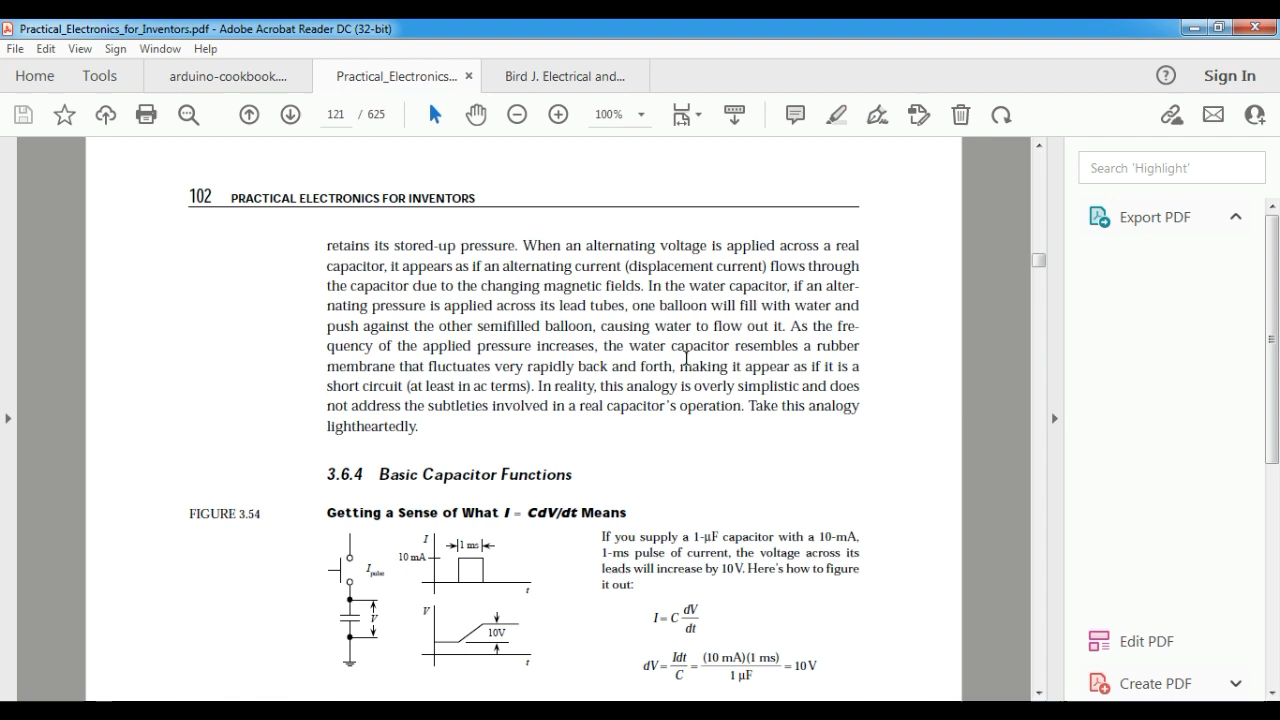 Practical_Electronics_for_Inventors.pdf - Adobe Acrobat Reader DC (32-bit)
File Edit View Sign Window Help
Home Tools arduino-cookbook.... Practical_Electronics... × Bird J. Electrical and... ? Sign In
121 / 625 100%
102 PRACTICAL ELECTRONICS FOR INVENTORS
retains its stored-up pressure. When an alternating voltage is applied across a real
capacitor, it appears as if an alternating current (displacement current) flows through
the capacitor due to the changing magnetic fields. In the water capacitor, if an alter-
nating pressure is applied across its lead tubes, one balloon will fill with water and
push against the other semifilled balloon, causing water to flow out it. As the fre-
quency of the applied pressure increases, the water capacitor resembles a rubber
membrane that fluctuates very rapidly back and forth, making it appear as if it is a
short circuit (at least in ac terms). In reality, this analogy is overly simplistic and does
not address the subtleties involved in a real capacitor's operation. Take this analogy
lightheartedly.
3.6.4 Basic Capacitor Functions
FIGURE 3.54
Getting a Sense of What I = CdV/dt Means
I
1 ms
10 mA
Ipulse
t
V
V
10V
t
If you supply a 1-μF capacitor with a 10-mA,
1-ms pulse of current, the voltage across its
leads will increase by 10V. Here's how to figure
it out:
I = C dV/dt
dV = Idt/C = (10 mA)(1 ms)/1 μF = 10 V
Search 'Highlight'
Export PDF
Edit PDF
Create PDF